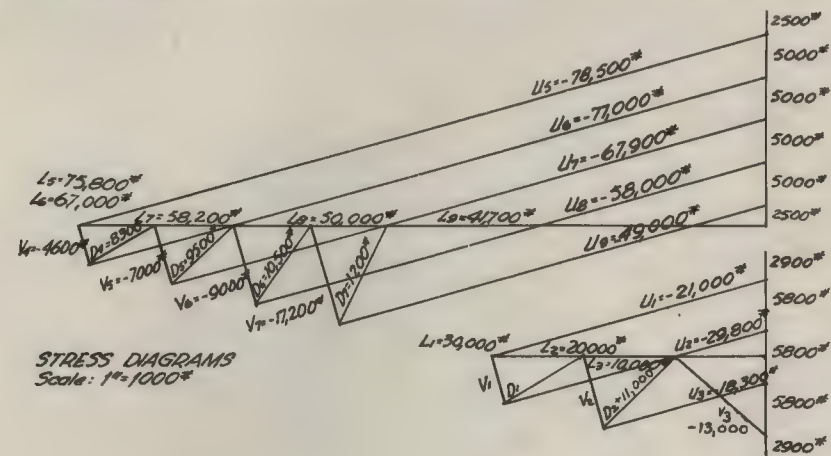 2500#
5000#
5000#
5000#
5000#
2500#
U5=-78,500#
U6=-77,000#
U7=-67,900#
U8=-58,000#
U9=-49,000#
L5=75,800#
L6=67,000#
L7=58,200#
L8=50,000#
L9=41,700
V4=-4600#
D4=8300
V5=-7000#
D5=9500#
V6=-9000#
D6=10,500#
V7=-17,200#
D7=1,200#
STRESS DIAGRAMS
Scale: 1"=1000#
2900#
5800#
5800#
5800#
2900#
U1=-21,000#
U2=-29,800#
U3=-18,300#
L1=30,000#
L2=20000#
L3=10,000
V1
D1
V2
D2=11,000#
V3
-13,000